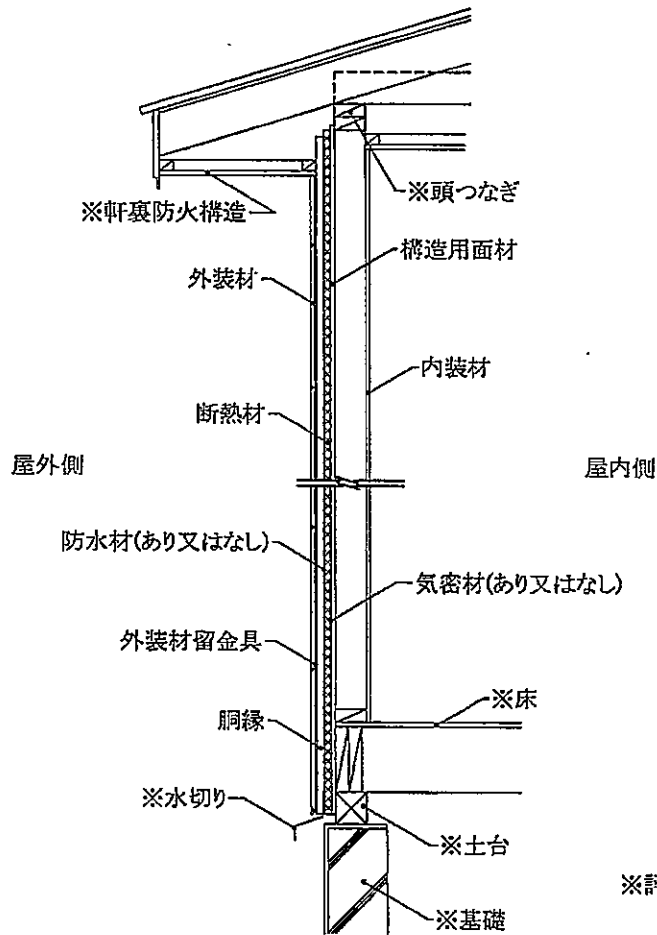 ※軒裏防火構造
※頭つなぎ
構造用面材
外装材
内装材
断熱材
屋外側
屋内側
防水材(あり又はなし)
気密材(あり又はなし)
外装材留金具
※床
胴縁
※水切り
※土台
※基礎